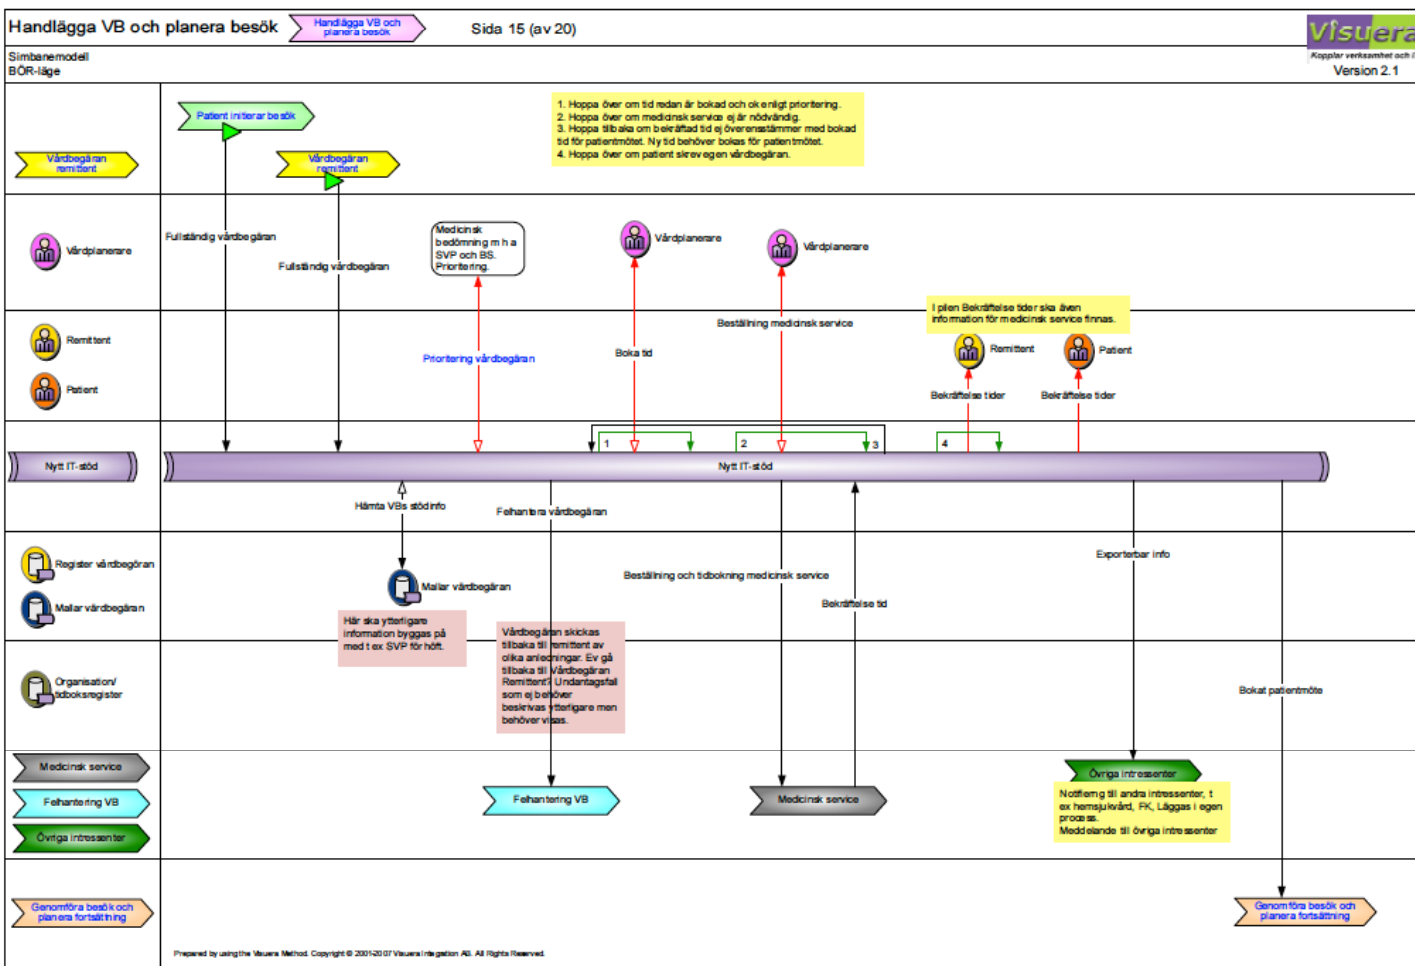 Handlägga VB och planera besök
Handlägga VB och
planera besök
Sida 15 (av 20)
Visuera
Kopplar verksamhet och I
Version 2.1
Simbanemodell
BÖR-läge
Patient initierar besök
1. Hoppa över om tid redan är bokad och ok enligt prioritering.
2. Hoppa över om medicinsk service ej är nödvändig.
3. Hoppa tillbaka om bekräftad tid ej överensstämmer med bokad
tid för patientmötet. Ny tid behöver bokas för patientmötet.
4. Hoppa över om patient skrev egen vårdbegäran.
Vårdbegäran
remittent
Vårdbegäran
remittent
Vårdplanerare
Fullständig vårdbegäran
Fullständig vårdbegäran
Medicinsk
bedömning m h a
SVP och BS.
Prioritering.
Vårdplanerare
Vårdplanerare
Beställning medicinsk service
I pilen Bekräftelse tider ska även
information för medicinsk service finnas.
Remittent
Patient
Prioritering vårdbegäran
Boka tid
Remittent
Patient
Bekräftelse tider
Bekräftelse tider
1
2
3
4
Nytt IT-stöd
Nytt IT-stöd
Hämta VBs stödinfo
Felhantera vårdbegäran
Exporterbar info
Register vårdbegöran
Mallar vårdbegäran
Mallar vårdbegäran
Beställning och tidbokning medicinsk service
Bekräftelse tid
Här ska ytterligare
information byggas på
med t ex SVP för höft.
Vårdbegäran skickas
tillbaka till remittent av
olika anledningar. Ev gå
tillbaka till Vårdbegäran
Remittent? Undantagsfall
som ej behöver
beskrivas ytterligare men
behöver visas.
Organisation/
tidboksregister
Bokat patientmöte
Medicinsk service
Felhantering VB
Övriga intressenter
Felhantering VB
Medicinsk service
Övriga intressenter
Notifierng till andra intressenter, t
ex hemsjukvård, FK, Läggas i egen
process.
Meddelande till övriga intressenter
Genomföra besök och
planera fortsättning
Genomföra besök och
planera fortsättning
Prepared by using the Visuera Method. Copyright © 2001-2007 Visuera Integration AB. All Rights Reserved.